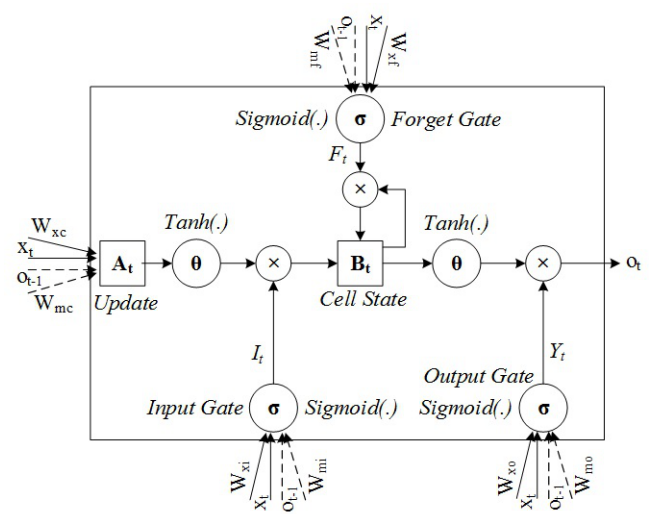 W_mf o_t-1 x_t W_xf
Sigmoid(.) σ Forget Gate
F_t
×
W_xc
x_t
o_t-1
W_mc
Tanh(.) Tanh(.)
A_t θ × B_t θ × o_t
Update Cell State
I_t Y_t
Output Gate
Input Gate σ Sigmoid(.) Sigmoid(.) σ
W_xi x_t o_t-1 W_mi W_xo x_t o_t-1 W_mo